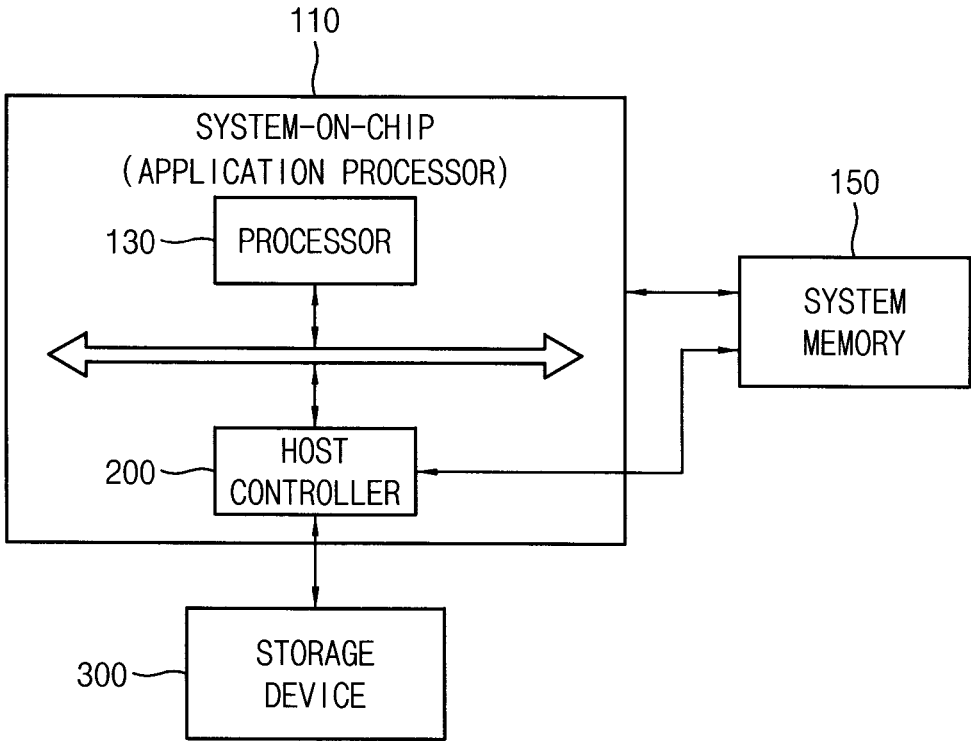 110
SYSTEM-ON-CHIP
(APPLICATION PROCESSOR)
130
PROCESSOR
150
SYSTEM
MEMORY
200
HOST
CONTROLLER
300
STORAGE
DEVICE